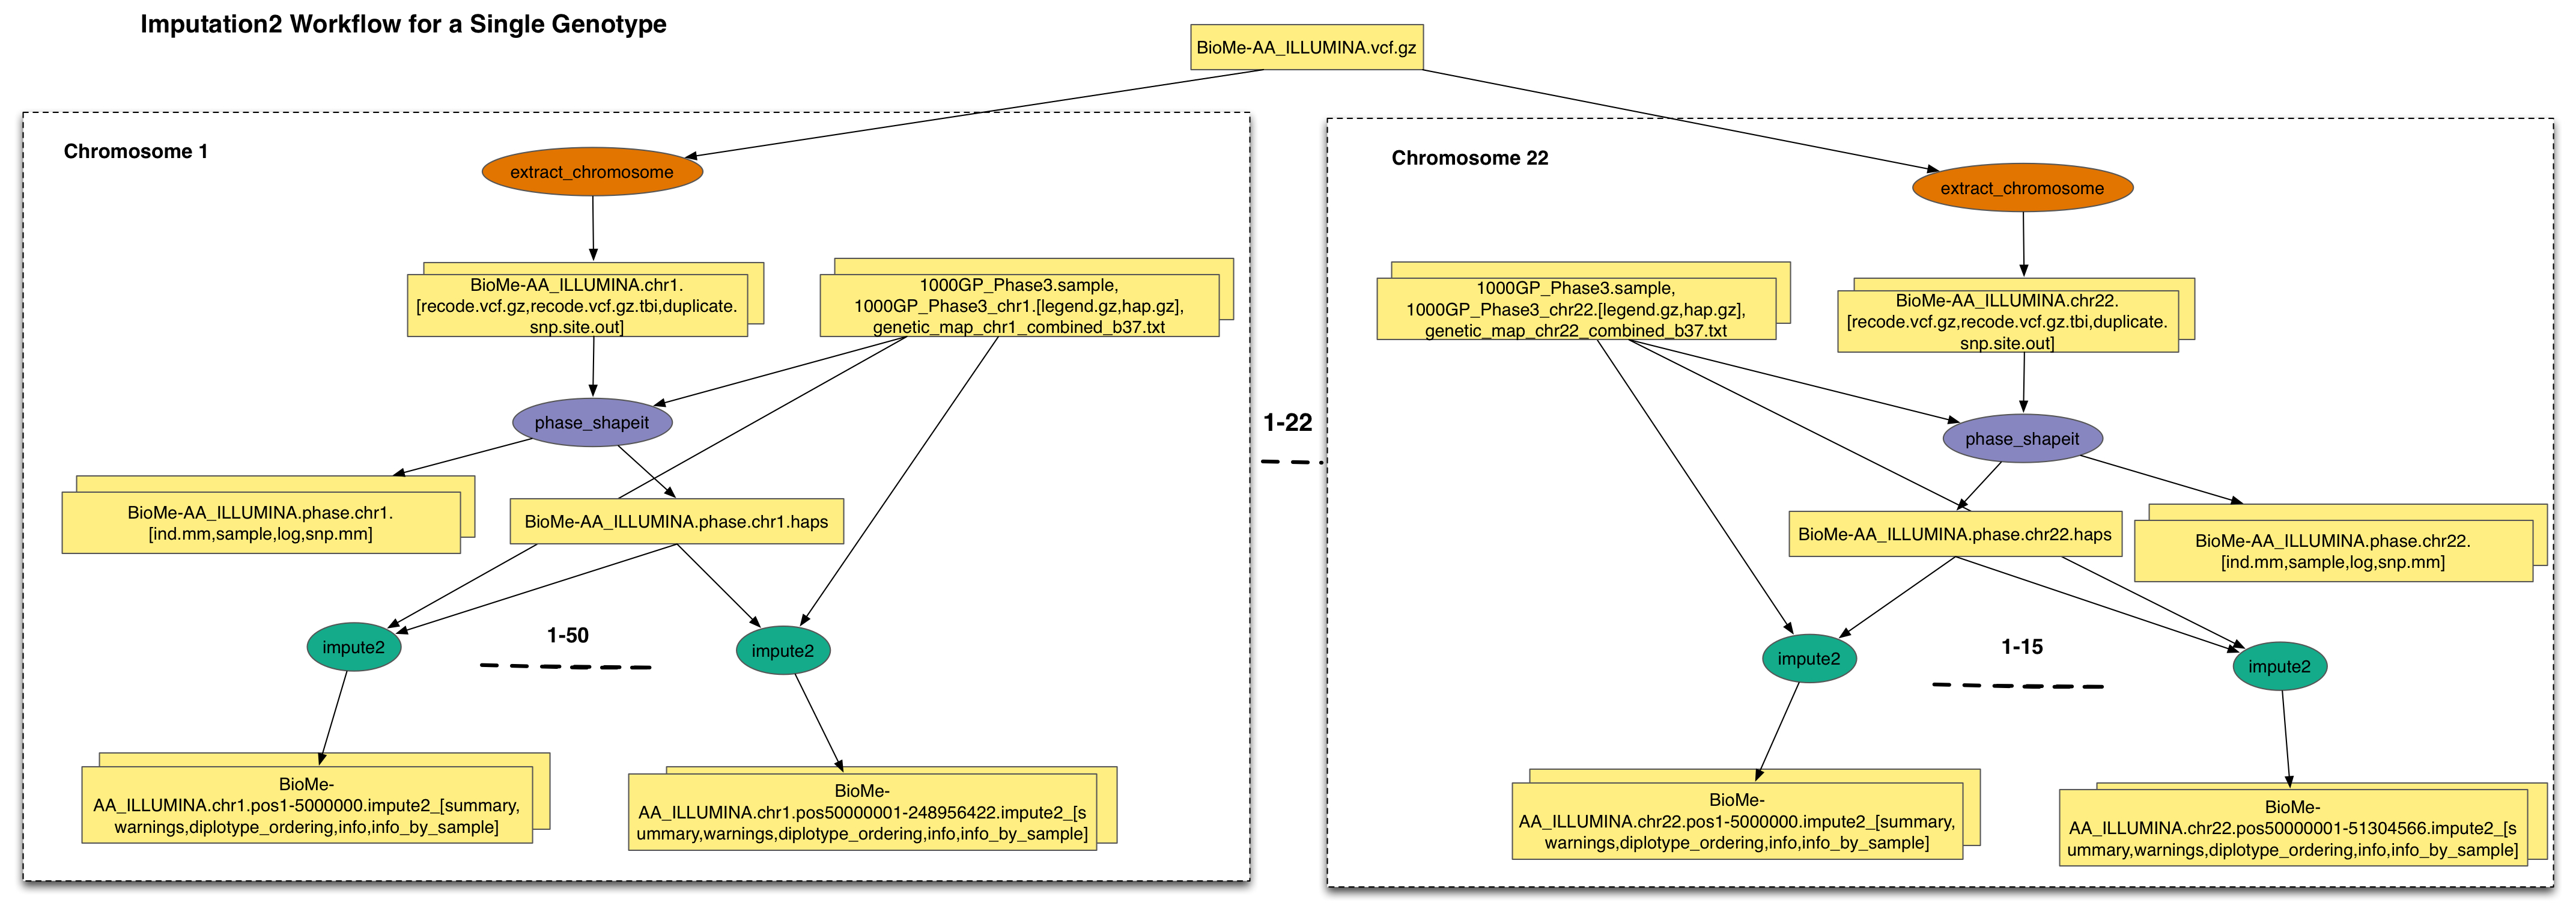 Imputation2 Workflow for a Single Genotype
BioMe-AA_ILLUMINA.vcf.gz
Chromosome 1
extract_chromosome
BioMe-AA_ILLUMINA.chr1.
[recode.vcf.gz,recode.vcf.gz.tbi,duplicate.
snp.site.out]
1000GP_Phase3.sample,
1000GP_Phase3_chr1.[legend.gz,hap.gz],
genetic_map_chr1_combined_b37.txt
phase_shapeit
BioMe-AA_ILLUMINA.phase.chr1.
[ind.mm,sample,log,snp.mm]
BioMe-AA_ILLUMINA.phase.chr1.haps
impute2
1-50
impute2
BioMe-
AA_ILLUMINA.chr1.pos1-5000000.impute2_[summary,
warnings,diplotype_ordering,info,info_by_sample]
BioMe-
AA_ILLUMINA.chr1.pos50000001-248956422.impute2_[s
ummary,warnings,diplotype_ordering,info,info_by_sample]
1-22
Chromosome 22
extract_chromosome
1000GP_Phase3.sample,
1000GP_Phase3_chr22.[legend.gz,hap.gz],
genetic_map_chr22_combined_b37.txt
BioMe-AA_ILLUMINA.chr22.
[recode.vcf.gz,recode.vcf.gz.tbi,duplicate.
snp.site.out]
phase_shapeit
BioMe-AA_ILLUMINA.phase.chr22.haps
BioMe-AA_ILLUMINA.phase.chr22.
[ind.mm,sample,log,snp.mm]
impute2
1-15
impute2
BioMe-
AA_ILLUMINA.chr22.pos1-5000000.impute2_[summary,
warnings,diplotype_ordering,info,info_by_sample]
BioMe-
AA_ILLUMINA.chr22.pos50000001-51304566.impute2_[s
ummary,warnings,diplotype_ordering,info,info_by_sample]